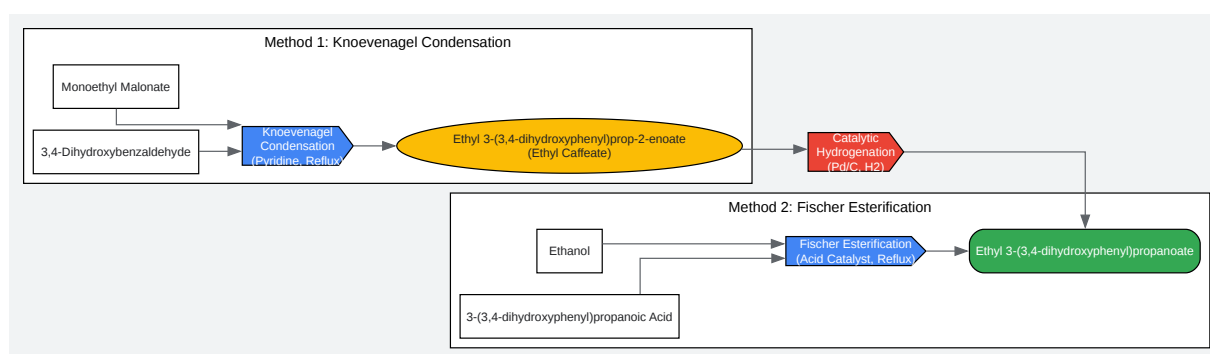 Method 1: Knoevenagel Condensation
Monoethyl Malonate
3,4-Dihydroxybenzaldehyde
Knoevenagel
Condensation
(Pyridine, Reflux)
Ethyl 3-(3,4-dihydroxyphenyl)prop-2-enoate
(Ethyl Caffeate)
Catalytic
Hydrogenation
(Pd/C, H2)
Method 2: Fischer Esterification
Ethanol
3-(3,4-dihydroxyphenyl)propanoic Acid
Fischer Esterification
(Acid Catalyst, Reflux)
Ethyl 3-(3,4-dihydroxyphenyl)propanoate